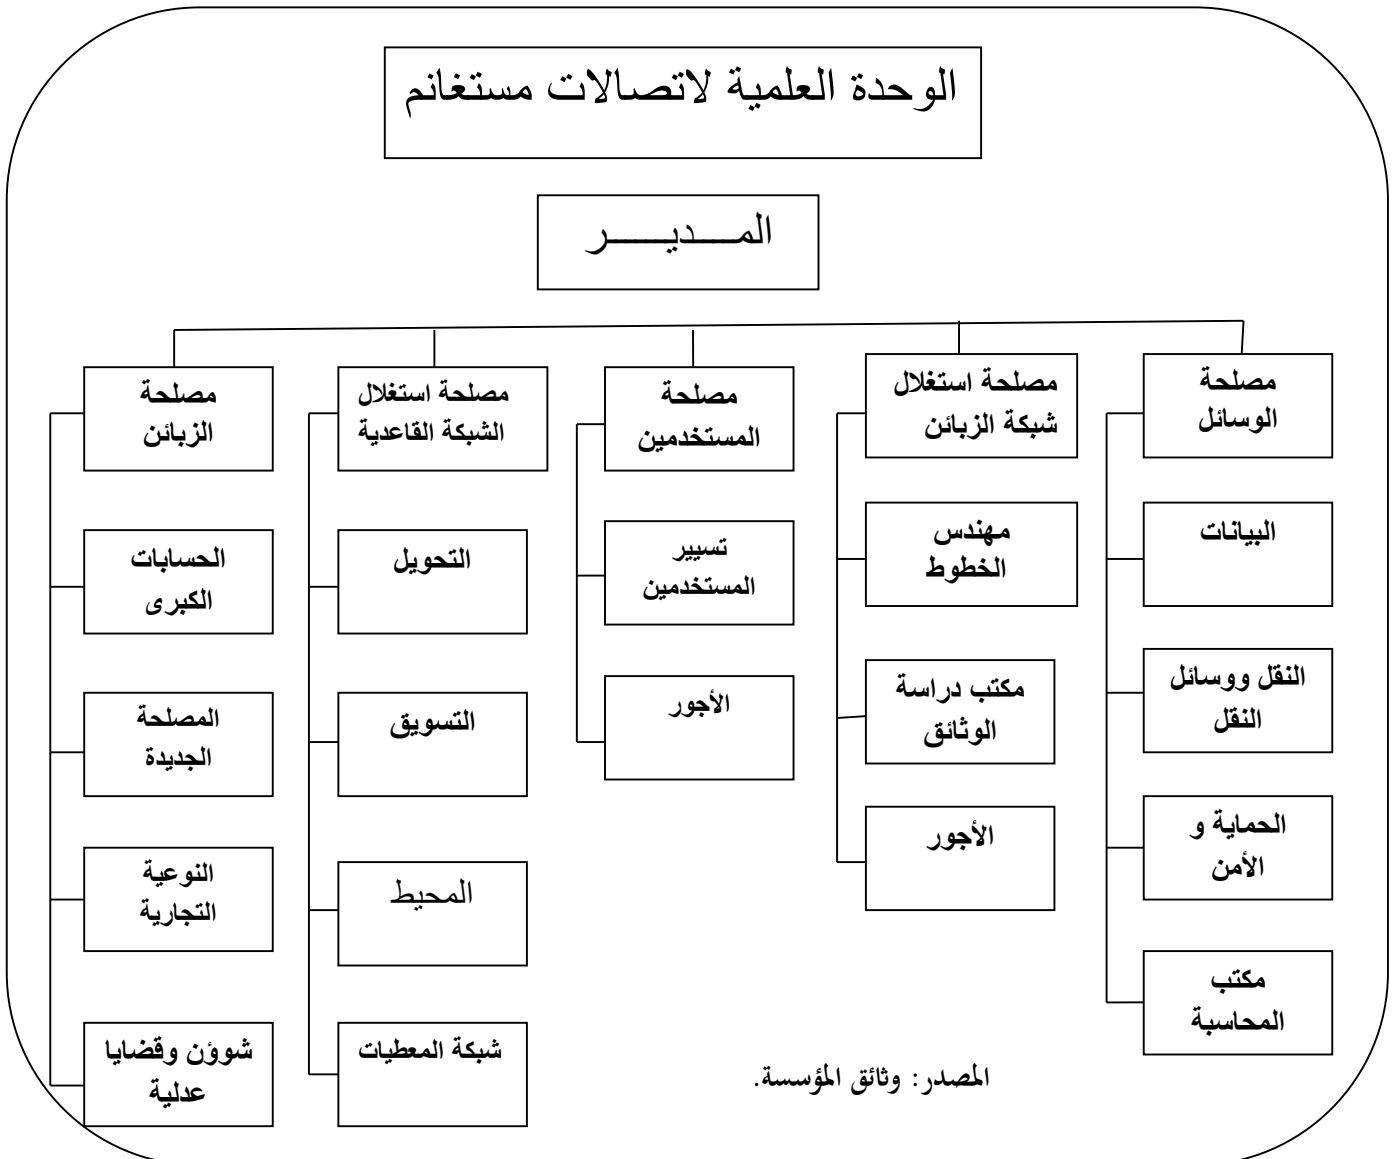 الوحدة العلمية لاتصالات مستغانم
المـــديـــــر
مصلحة
الوسائل
البيانات
النقل ووسائل
النقل
الحماية و
الأمن
مكتب
المحاسبة
مصلحة استغلال
شبكة الزبائن
مهندس
الخطوط
مكتب دراسة
الوثائق
الأجور
مصلحة
المستخدمين
تسيير
المستخدمين
الأجور
مصلحة استغلال
الشبكة القاعدية
التحويل
التسويق
المحيط
شبكة المعطيات
مصلحة
الزبائن
الحسابات
الكبرى
المصلحة
الجديدة
النوعية
التجارية
شوؤن وقضايا
عدلية
المصدر: وثائق المؤسسة.